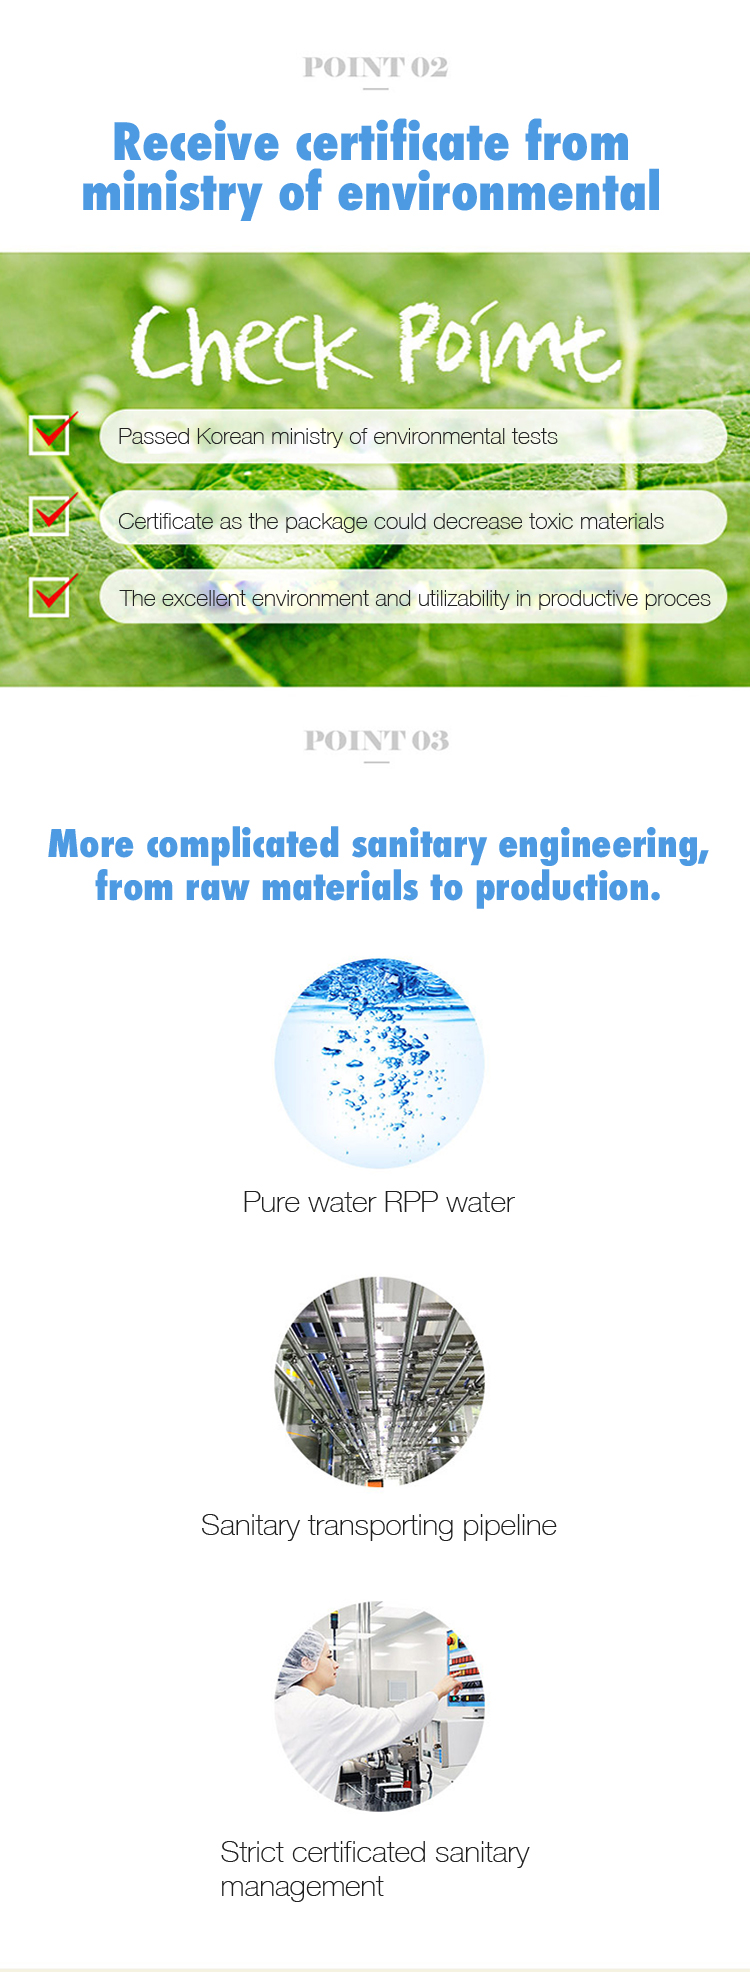 POINT 02
Receive certificate from
ministry of environmental
Check Point
Passed Korean ministry of environmental tests
Certificate as the package could decrease toxic materials
The excellent environment and utilizability in productive proces
POINT 03
More complicated sanitary engineering,
from raw materials to production.
Pure water RPP water
Sanitary transporting pipeline
Strict certificated sanitary
management